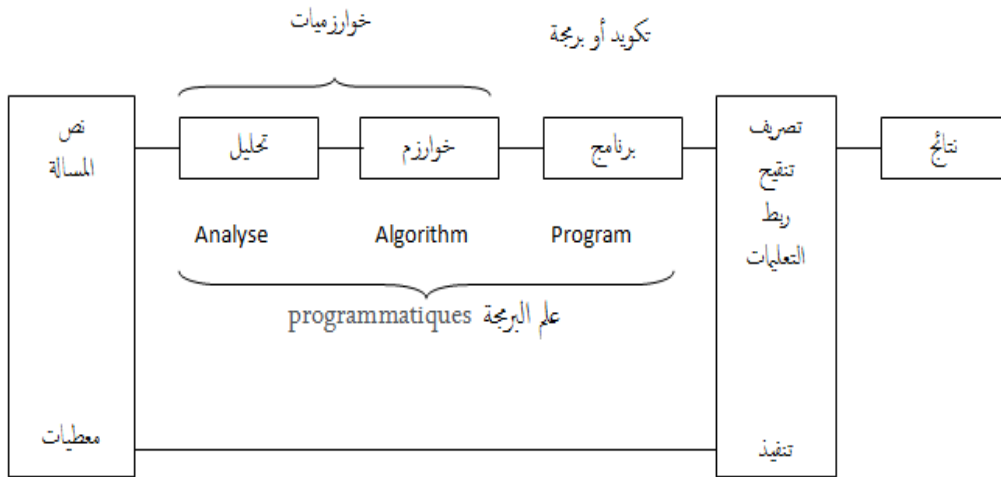 خوارزميات
تكويد أو برمجة
نص
المسالة
تحليل
خوارزم
برنامج
تصريف
تنقيح
ربط
التعليمات
نتائج
Analyse
Algorithm
Program
علم البرمجة programmatiques
معطيات
تنفيذ